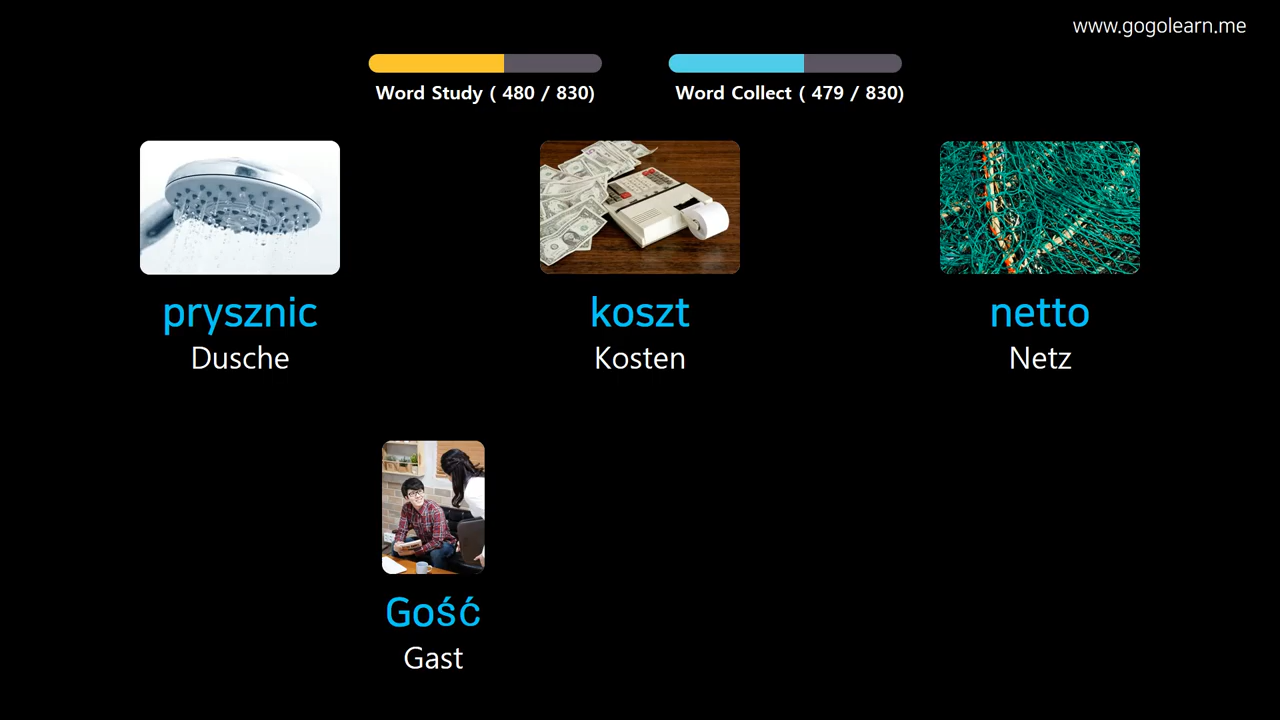 www.gogolearn.me
Word Study ( 480 / 830)
Word Collect ( 479 / 830)
prysznic
Dusche
koszt
Kosten
netto
Netz
Gość
Gast